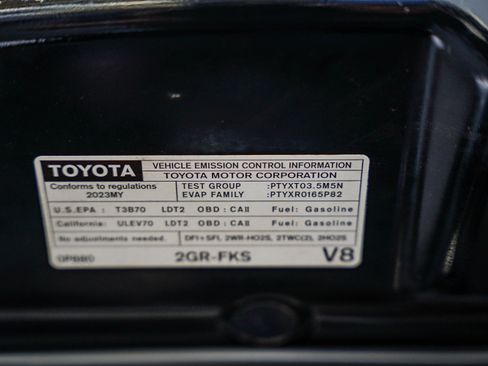 TOYOTA
VEHICLE EMISSION CONTROL INFORMATION
TOYOTA MOTOR CORPORATION
Conforms to regulations
2023MY
TEST GROUP :PTYXT03.5M5N
EVAP FAMILY :PTYXR0165P82
U.S.EPA : T3B70 LDT2 OBD : CAII Fuel: Gasoline
California: ULEV70 LDT2 OBD : CAII Fuel: Gasoline
No adjustments needed. DFI+SFI, 2WR-HO2S, 2TWC(2), 2HO2S
2GR-FKS V8